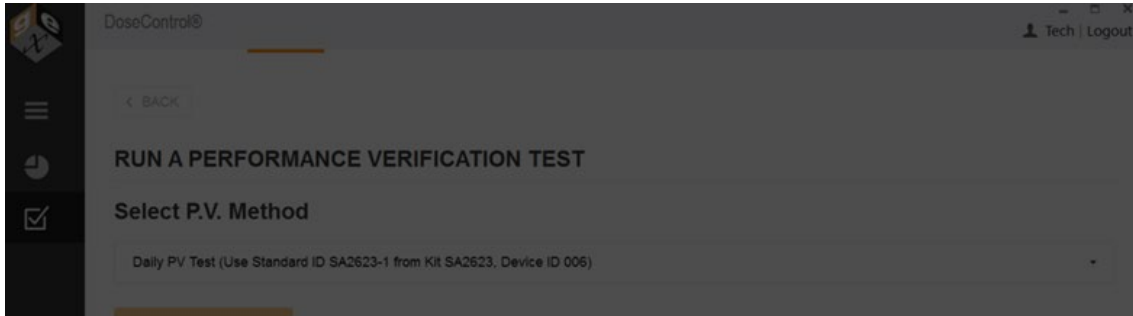 gex
DoseControl®
Tech | Logout
< BACK
RUN A PERFORMANCE VERIFICATION TEST
Select P.V. Method
Daily PV Test (Use Standard ID SA2623-1 from Kit SA2623, Device ID 006)